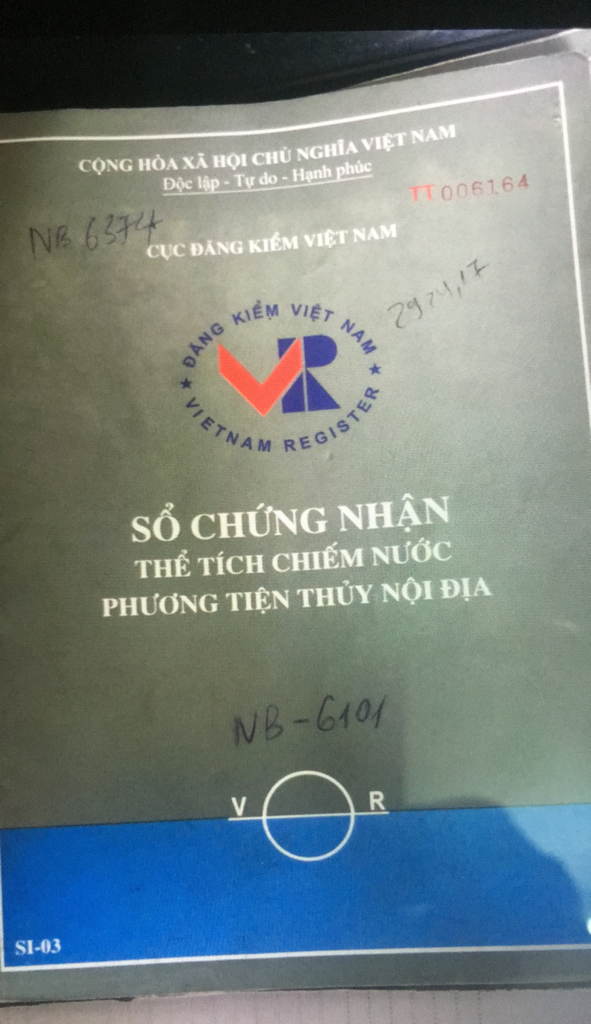 CỘNG HÒA XÃ HỘI CHỦ NGHĨA VIỆT NAM
Độc lập - Tự do - Hạnh phúc
TT 006164
NB 6374
CỤC ĐĂNG KIỂM VIỆT NAM
2924,17
★ ĐĂNG KIỂM VIỆT NAM ★
VR
VIETNAM REGISTER
SỔ CHỨNG NHẬN
THỂ TÍCH CHIẾM NƯỚC
PHƯƠNG TIỆN THỦY NỘI ĐỊA
NB-6101
V R
SI-03